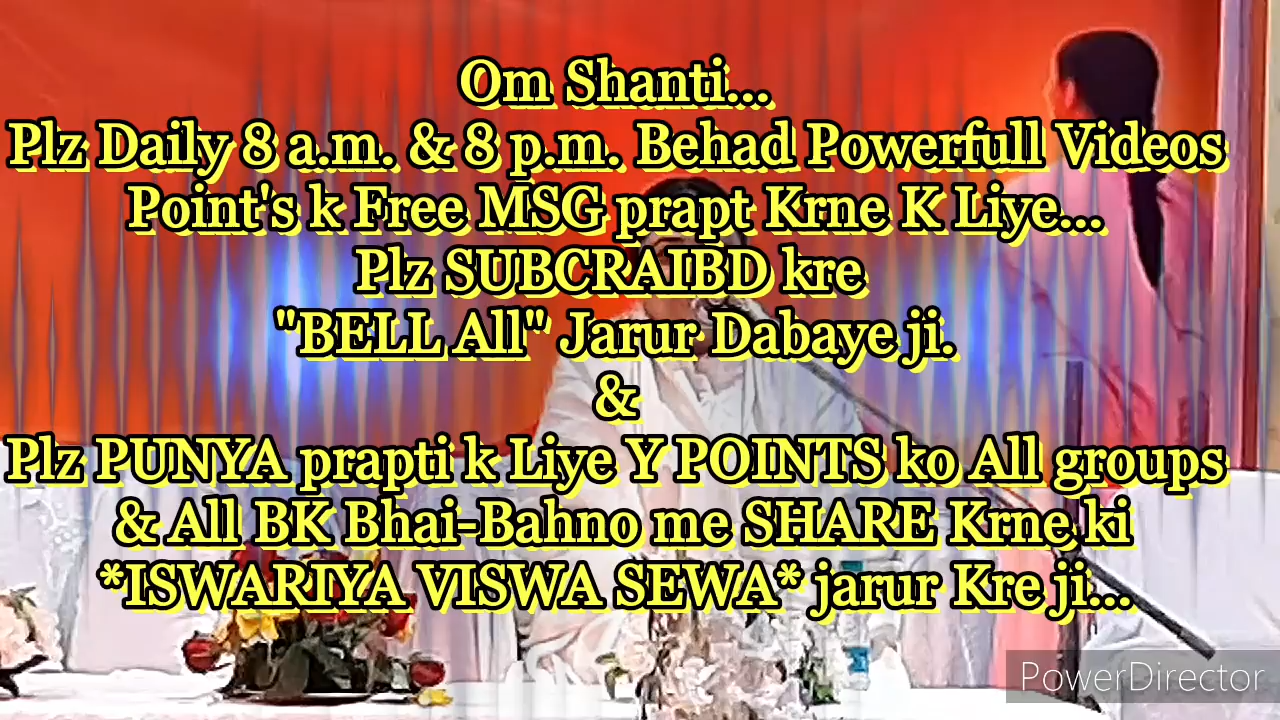 Om Shanti...
Plz Daily 8 a.m. & 8 p.m. Behad Powerfull Videos
Point's k Free MSG prapt Krne K Liye...
Plz SUBCRAIBD kre
"BELL All" Jarur Dabaye ji.
&
Plz PUNYA prapti k Liye Y POINTS ko All groups
& All BK Bhai-Bahno me SHARE Krne ki
*ISWARIYA VISWA SEWA* jarur Kre ji...
PowerDirector